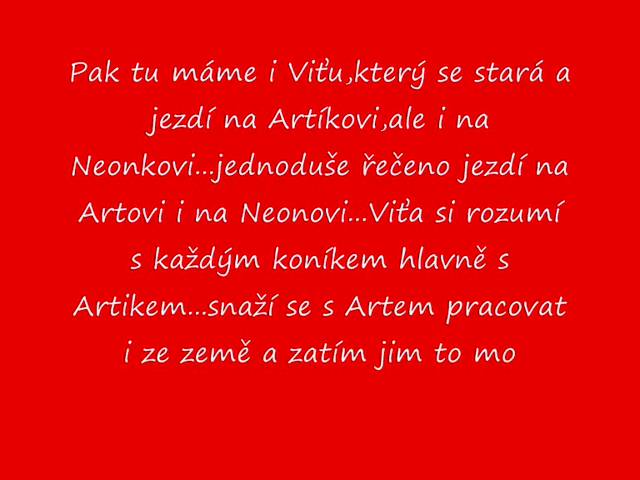 Pak tu máme i Viťu,který se stará a
jezdí na Artíkovi,ale i na
Neonkovi...jednoduše řečeno jezdí na
Artovi i na Neonovi...Viťa si rozumí
s každým koníkem hlavně s
Artikem...snaží se s Artem pracovat
i ze země a zatím jim to mo